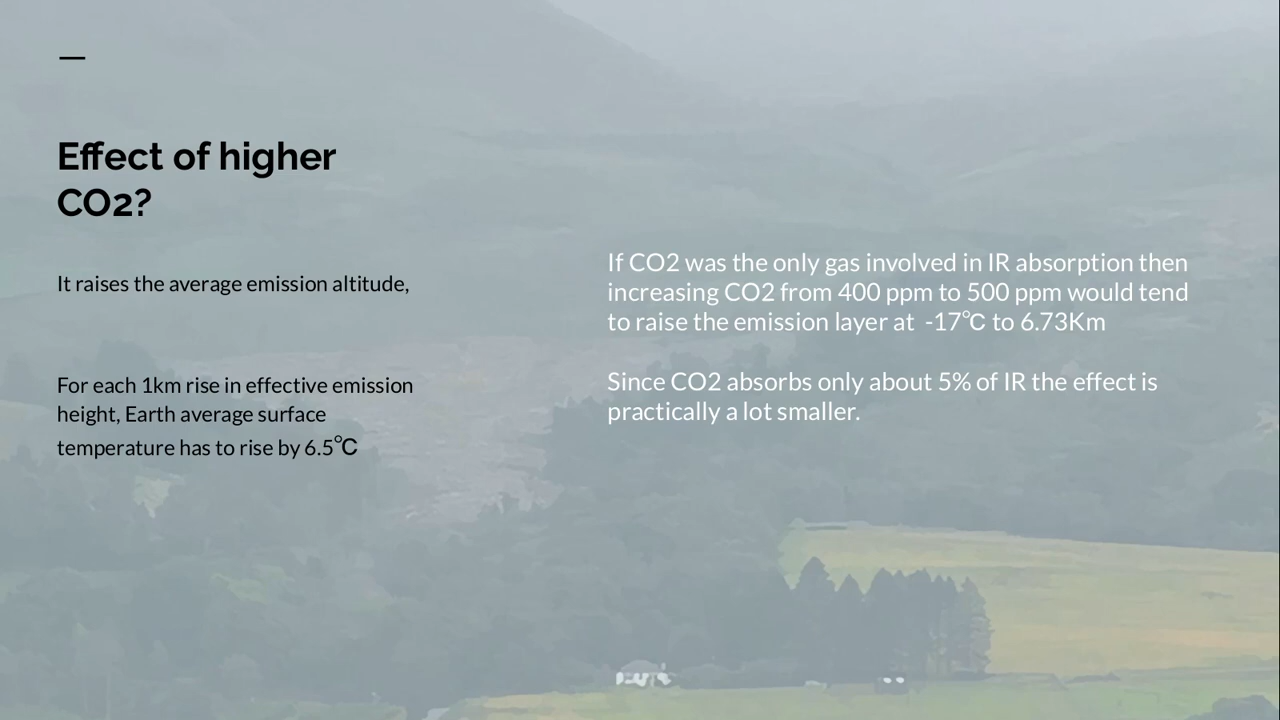 Effect of higher
CO2?
It raises the average emission altitude,
For each 1km rise in effective emission
height, Earth average surface
temperature has to rise by 6.5℃
If CO2 was the only gas involved in IR absorption then
increasing CO2 from 400 ppm to 500 ppm would tend
to raise the emission layer at  -17℃ to 6.73Km
Since CO2 absorbs only about 5% of IR the effect is
practically a lot smaller.